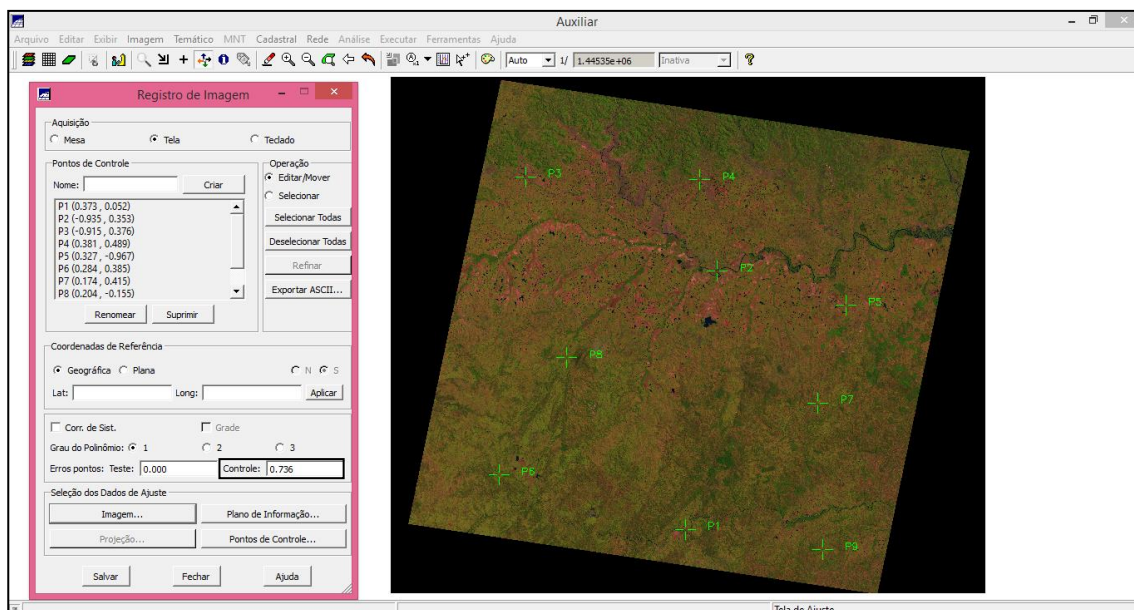 Auxiliar
Arquivo Editar Exibir Imagem Temático MNT Cadastral Rede Análise Executar Ferramentas Ajuda
Auto 1/ 1.44535e+06 Inativa
Registro de Imagem
Aquisição
Mesa Tela Teclado
Pontos de Controle
Nome: Criar
P1 (0.373 , 0.052)
P2 (-0.935 , 0.353)
P3 (-0.915 , 0.376)
P4 (0.381 , 0.489)
P5 (0.327 , -0.967)
P6 (0.284 , 0.385)
P7 (0.174 , 0.415)
P8 (0.204 , -0.155)
Renomear Suprimir
Operação
Editar/Mover
Selecionar
Selecionar Todas
Deselecionar Todas
Refinar
Exportar ASCII...
Coordenadas de Referência
Geográfica Plana N S
Lat: Long: Aplicar
Corr. de Sist. Grade
Grau do Polinômio: 1 2 3
Erros pontos: Teste: 0.000 Controle: 0.736
Seleção dos Dados de Ajuste
Imagem... Plano de Informação...
Projeção... Pontos de Controle...
Salvar Fechar Ajuda
P3
P4
P2
P5
P8
P7
P6
P1
P9
Tela de Ajuste